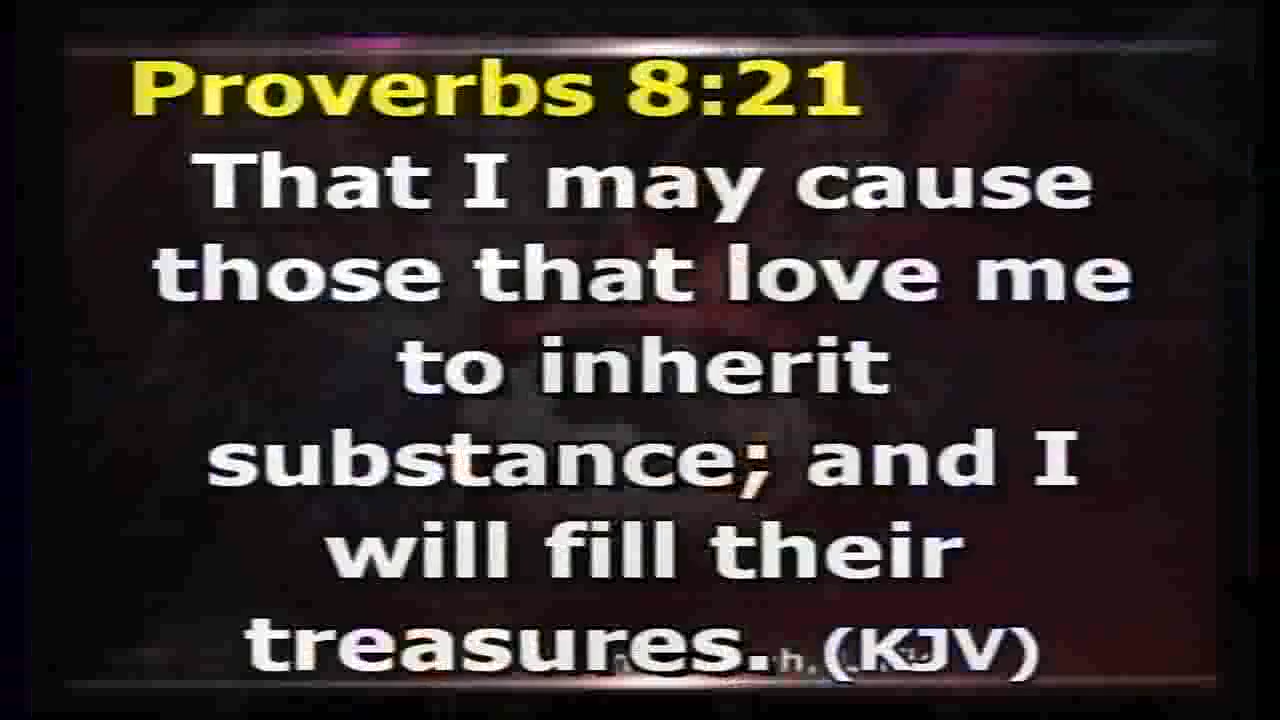 Proverbs 8:21
That I may cause
those that love me
to inherit
substance; and I
will fill their
treasures. (KJV)